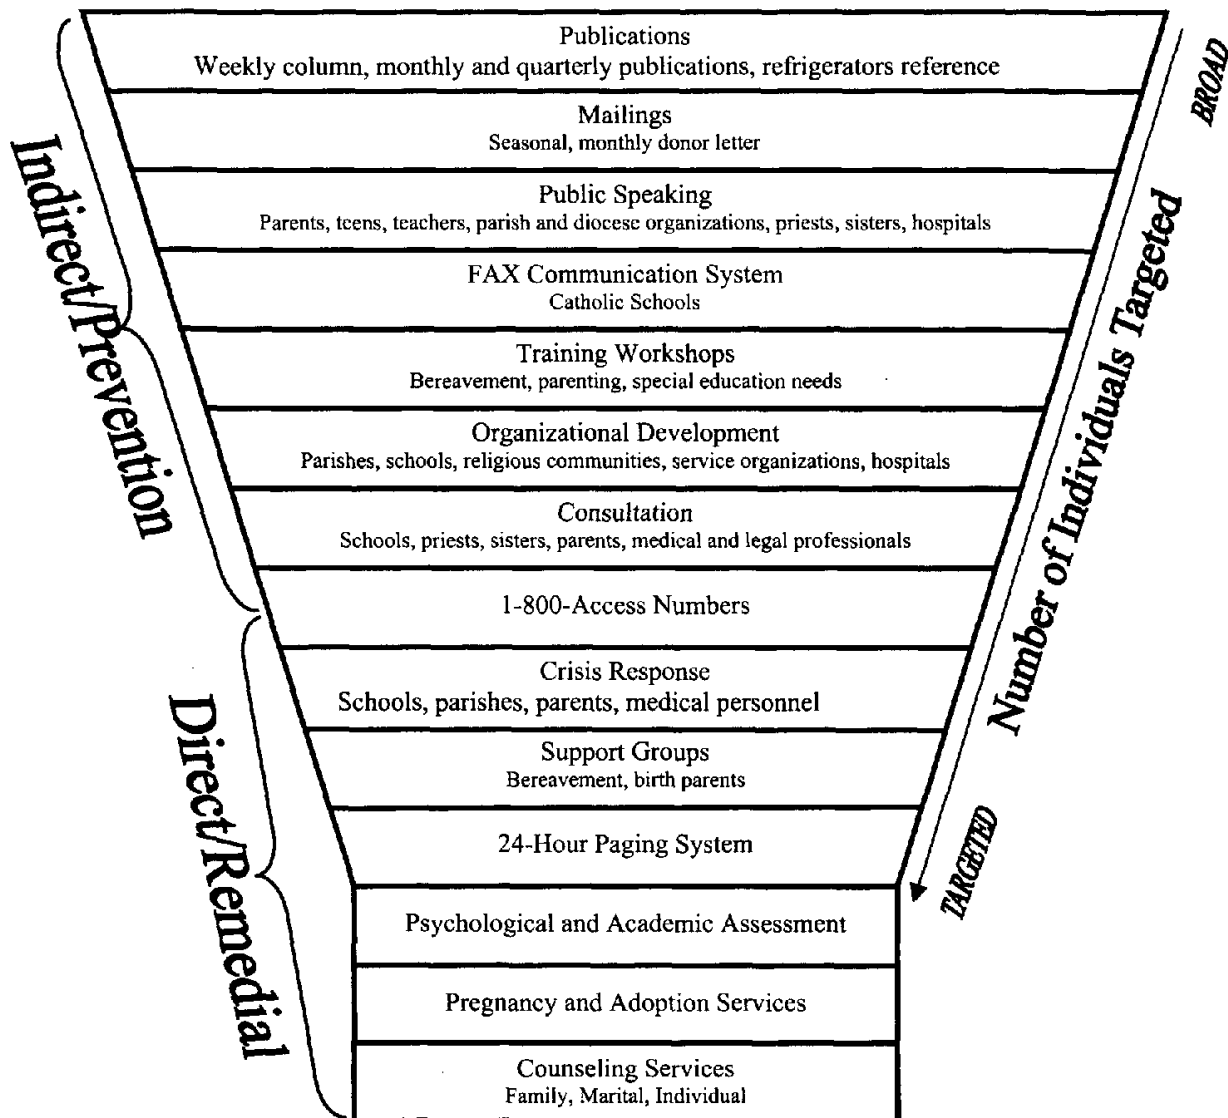 Publications
Weekly column, monthly and quarterly publications, refrigerators reference
Mailings
Seasonal, monthly donor letter
Public Speaking
Parents, teens, teachers, parish and diocese organizations, priests, sisters, hospitals
FAX Communication System
Catholic Schools
Training Workshops
Bereavement, parenting, special education needs
Organizational Development
Parishes, schools, religious communities, service organizations, hospitals
Consultation
Schools, priests, sisters, parents, medical and legal professionals
1-800-Access Numbers
Crisis Response
Schools, parishes, parents, medical personnel
Support Groups
Bereavement, birth parents
24-Hour Paging System
Psychological and Academic Assessment
Pregnancy and Adoption Services
Counseling Services
Family, Marital, Individual
Indirect/Prevention
Direct/Remedial
BROAD
Number of Individuals Targeted
TARGETED